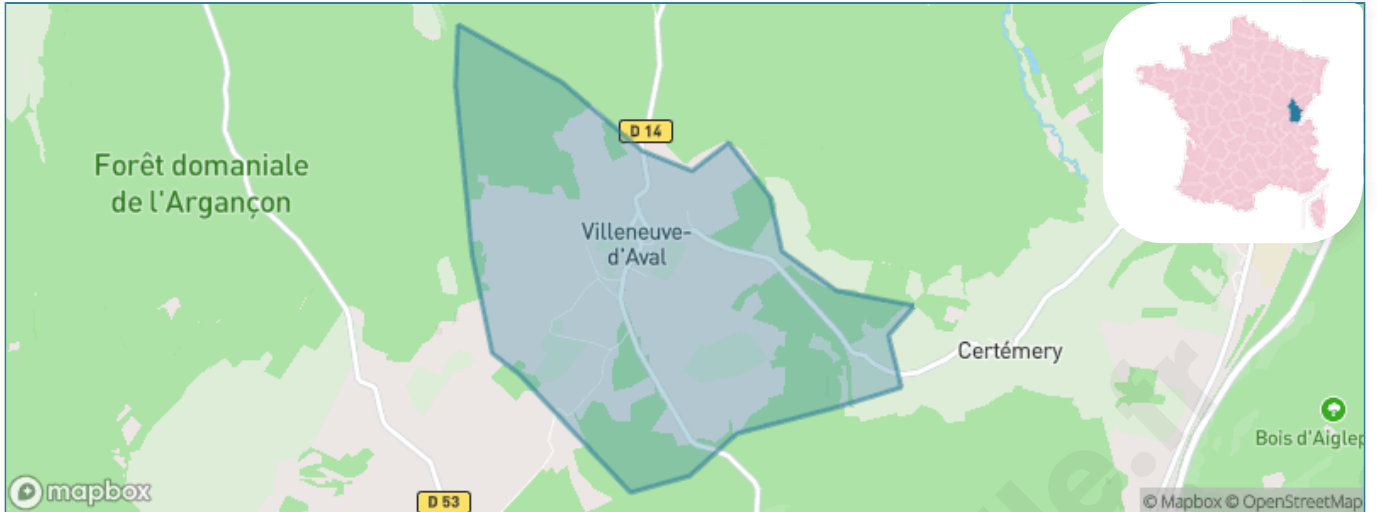 D 14
Forêt domaniale
de l'Argançon
Villeneuve-
d'Aval
Certémery
Bois d'Aiglep
D 53
mapbox
© Mapbox © OpenStreetMap